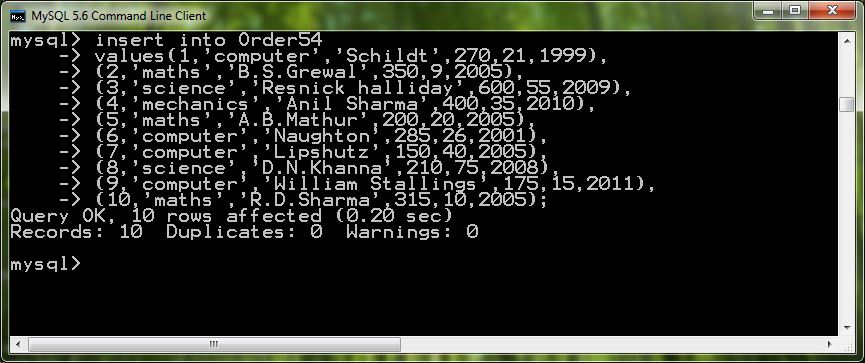 MySQL 5.6 Command Line Client
mysql> insert into Order54
    -> values(1,'computer','Schildt',270,21,1999),
    -> (2,'maths','B.S.Grewal',350,9,2005),
    -> (3,'science','Resnick halliday',600,55,2009),
    -> (4,'mechanics','Anil Sharma',400,35,2010),
    -> (5,'maths','A.B.Mathur',200,20,2005),
    -> (6,'computer','Naughton',285,26,2001),
    -> (7,'computer','Lipshutz',150,40,2005),
    -> (8,'science','D.N.Khanna',210,75,2008),
    -> (9,'computer','William Stallings',175,15,2011),
    -> (10,'maths','R.D.Sharma',315,10,2005);
Query OK, 10 rows affected (0.20 sec)
Records: 10  Duplicates: 0  Warnings: 0
mysql>